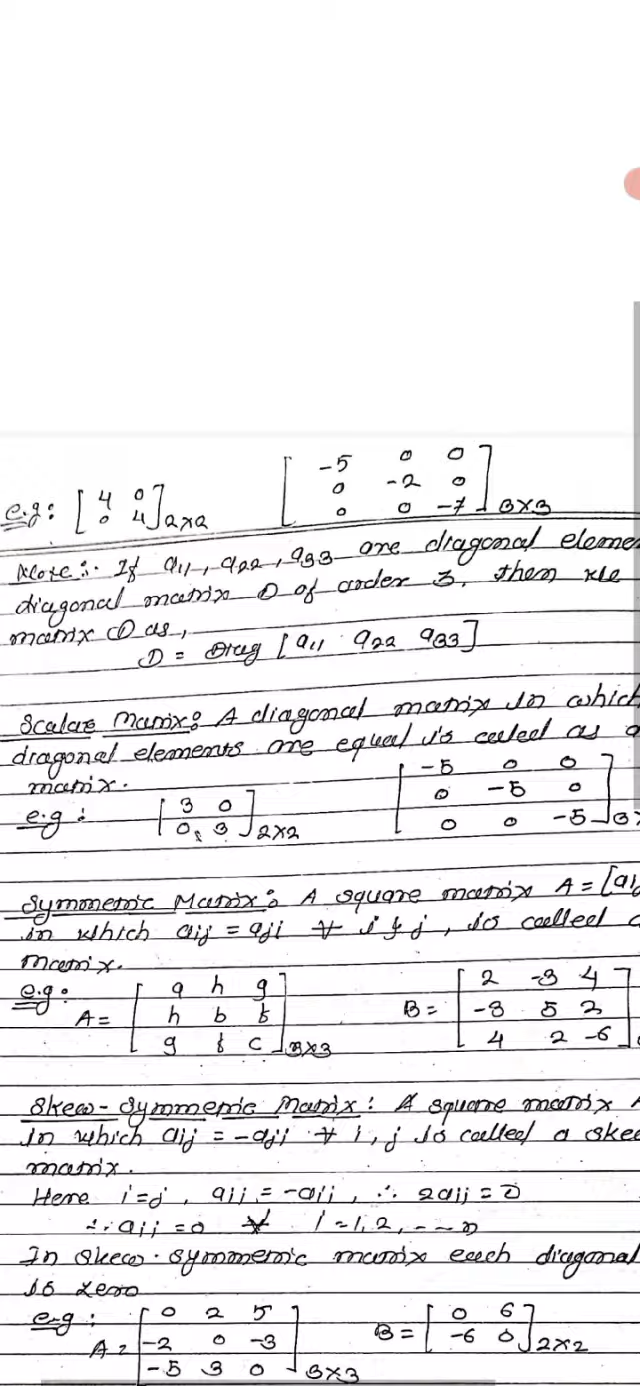 e.g: [4 0 [-5 0 0
0 4]2x2 0 -2 0
0 0 -7]3x3
Note:- If a11, a22, a33 are diagonal eleme
diagonal matrix D of order 3, then
matrix D as,
D = Diag [a11 a22 a33]
Scalar Matrix: A diagonal matrix in which
diagonal elements are equal is called as a
matrix.
e.g: [3 0 [-5 0 0
0 3]2x2 0 -5 0
0 0 -5]3x
Symmetric Matrix: A square matrix A = [aij
in which aij = aji ∀ i & j, is called a
matrix.
e.g: A = [a h g B = [2 -3 4
h b f -3 5 2
g f c]3x3 4 2 -6]
Skew-Symmetric Matrix: A square matrix A
in which aij = -aji ∀ i, j is called a skew
matrix.
Here i=j, aii = -aii, ∴ 2aii = 0
∴ aii = 0 ∀ i = 1, 2, --- n
In Skew-symmetric matrix each diagonal
is zero
e.g: A = [0 2 5 B = [0 6
-2 0 -3 -6 0]2x2
-5 3 0]3x3